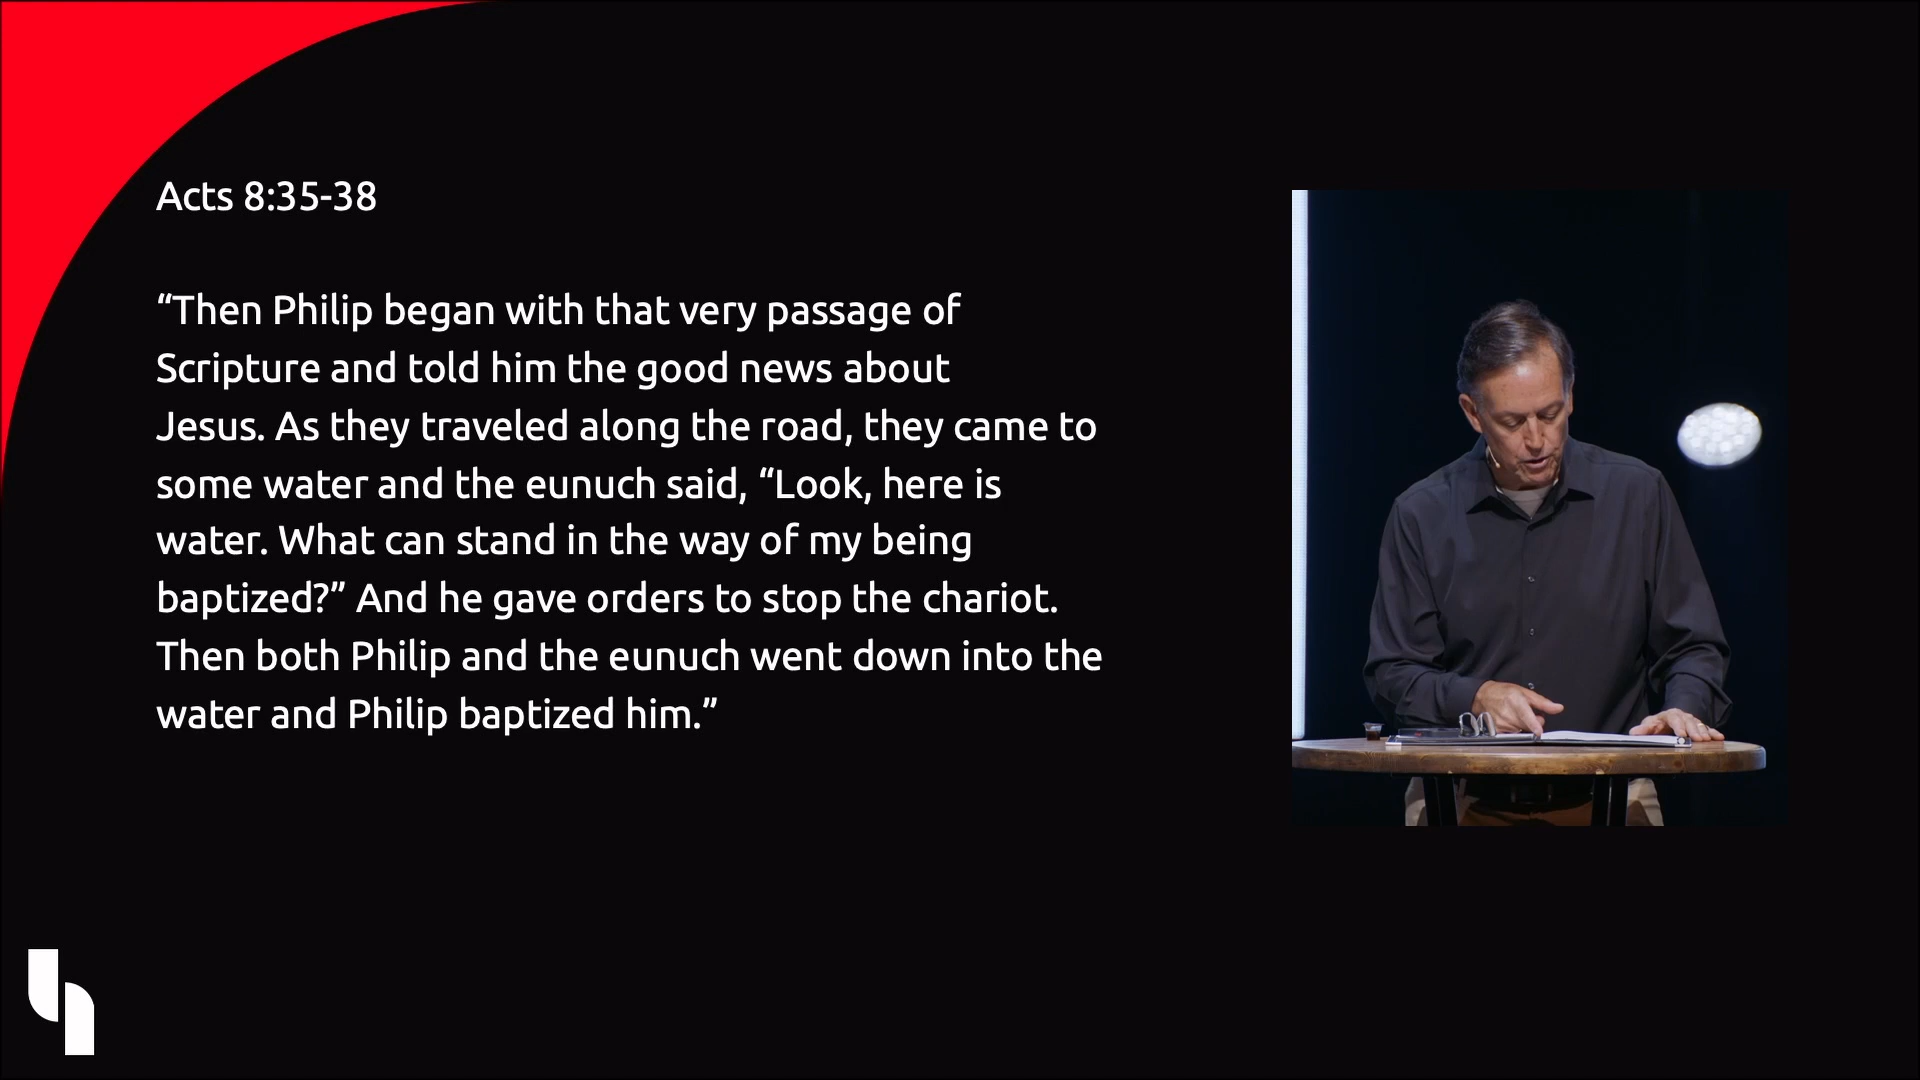 Acts 8:35-38
“Then Philip began with that very passage of
Scripture and told him the good news about
Jesus. As they traveled along the road, they came to
some water and the eunuch said, “Look, here is
water. What can stand in the way of my being
baptized?” And he gave orders to stop the chariot.
Then both Philip and the eunuch went down into the
water and Philip baptized him.”